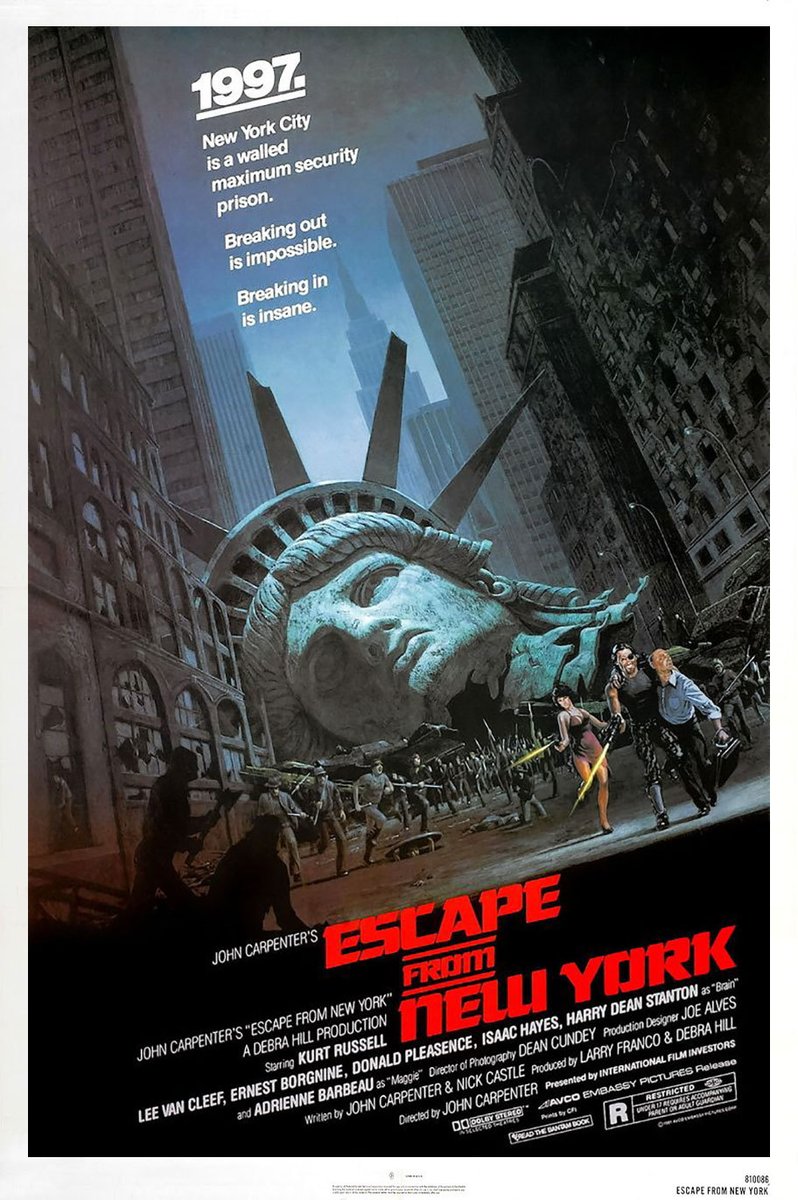 1997.
New York City
is a walled
maximum security
prison.
Breaking out
is impossible.
Breaking in
is insane.
JOHN CARPENTER'S ESCAPE
FROM
NEW YORK
JOHN CARPENTER'S "ESCAPE FROM NEW YORK"
A DEBRA HILL PRODUCTION
Starring KURT RUSSELL
LEE VAN CLEEF, ERNEST BORGNINE, DONALD PLEASENCE, ISAAC HAYES, HARRY DEAN STANTON as "Brain"
and ADRIENNE BARBEAU as "Maggie" Director of Photography DEAN CUNDEY Production Designer JOE ALVES
Written by JOHN CARPENTER & NICK CASTLE Produced by LARRY FRANCO & DEBRA HILL
Directed by JOHN CARPENTER Presented by INTERNATIONAL FILM INVESTORS
DOLBY STEREO
IN SELECTED THEATRES
AVCO EMBASSY PICTURES Release
Prints by CFI
READ THE BANTAM BOOK
R RESTRICTED
UNDER 17 REQUIRES ACCOMPANYING
PARENT OR ADULT GUARDIAN
© 1981 AVCO EMBASSY PICTURES CORP.
810086
ESCAPE FROM NEW YORK